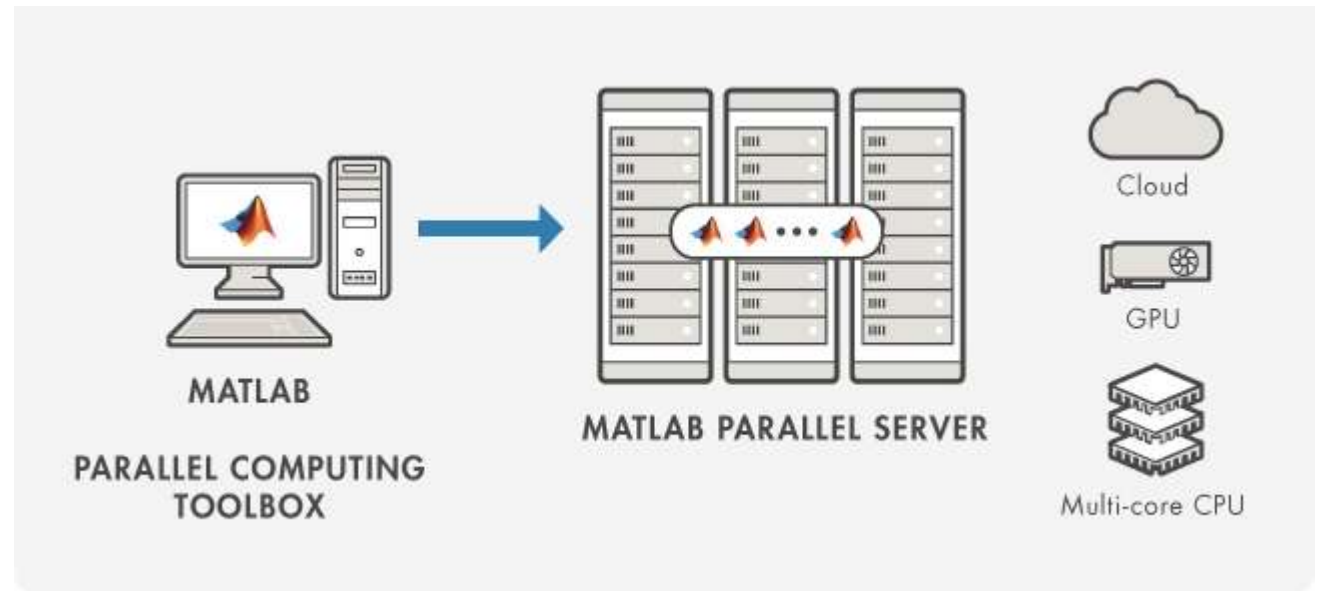 MATLAB
PARALLEL COMPUTING
TOOLBOX
MATLAB PARALLEL SERVER
Cloud
GPU
Multi-core CPU